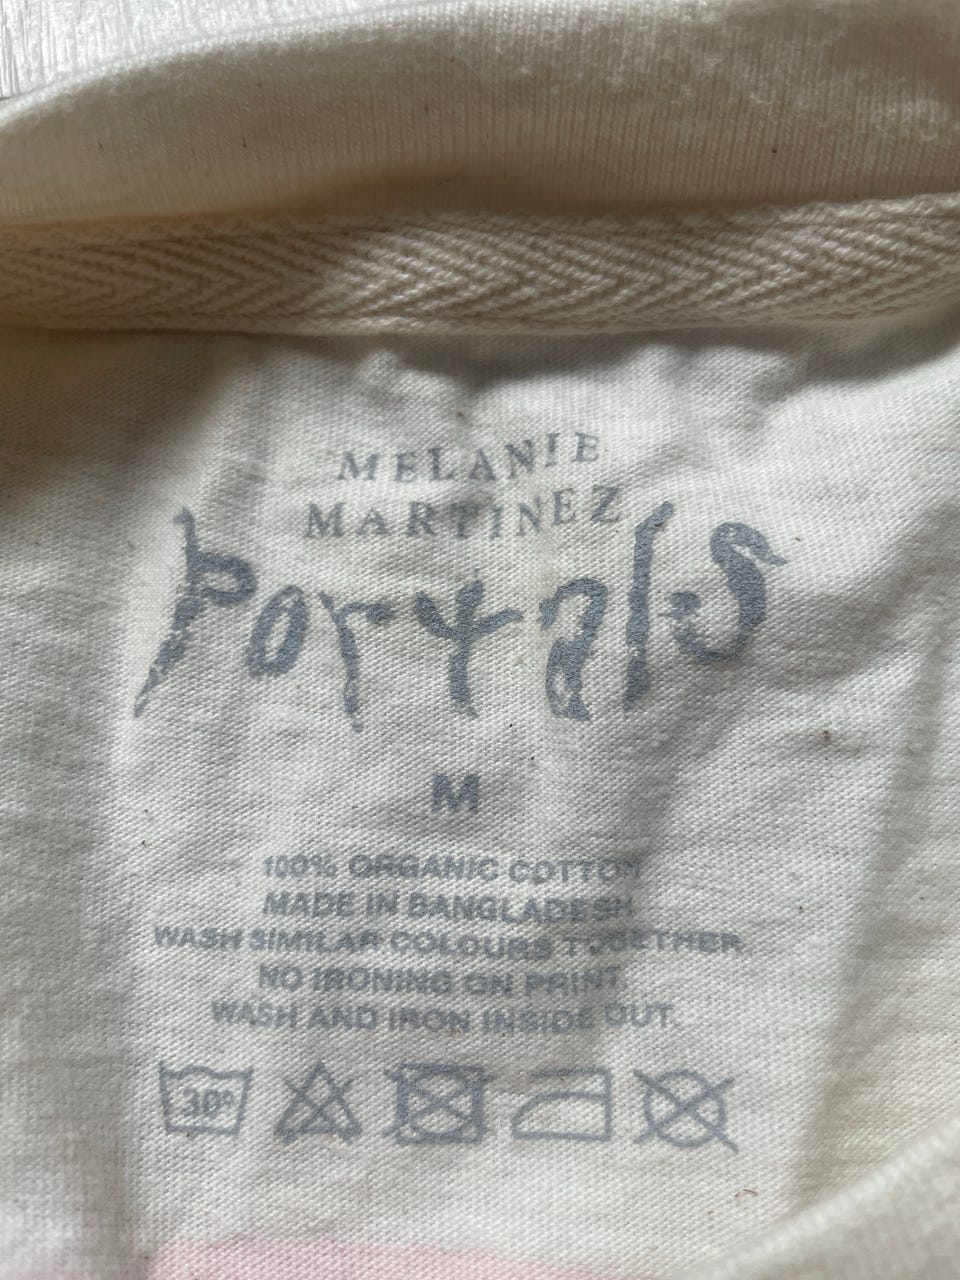 MELANIE
MARTINEZ
PORTALS
M
100% ORGANIC COTTON
MADE IN BANGLADESH
WASH SIMILAR COLOURS TOGETHER.
NO IRONING ON PRINT.
WASH AND IRON INSIDE OUT.
30°